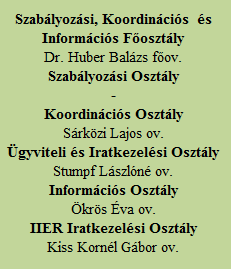 Szabályozási, Koordinációs és
Információs Főosztály
Dr. Huber Balázs főov.
Szabályozási Osztály
-
Koordinációs Osztály
Sárközi Lajos ov.
Ügyviteli és Iratkezelési Osztály
Stumpf Lászlóné ov.
Információs Osztály
Ökrös Éva ov.
IIER Iratkezelési Osztály
Kiss Kornél Gábor ov.